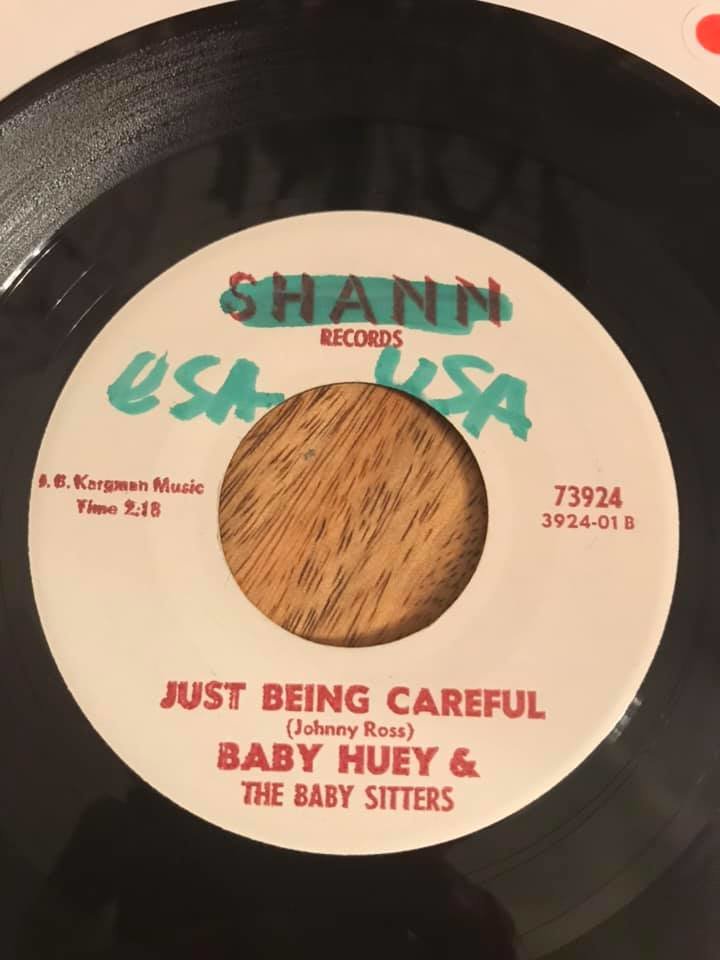 SHANN
RECORDS
USA USA
J. B. Kargman Music
Time 2:18
73924
3924-01 B
JUST BEING CAREFUL
(Johnny Ross)
BABY HUEY &
THE BABY SITTERS